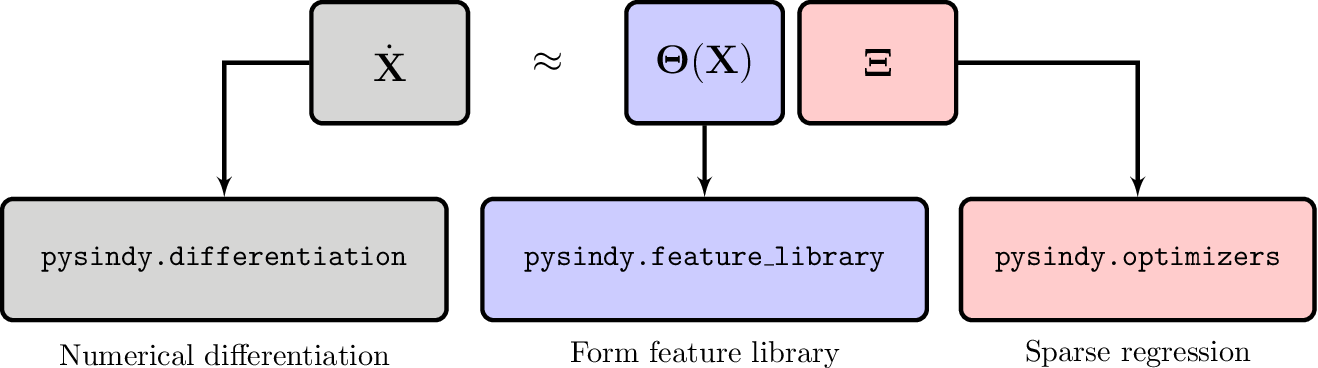 Ẋ ≈ Θ(X) Ξ
pysindy.differentiation pysindy.feature_library pysindy.optimizers
Numerical differentiation Form feature library Sparse regression